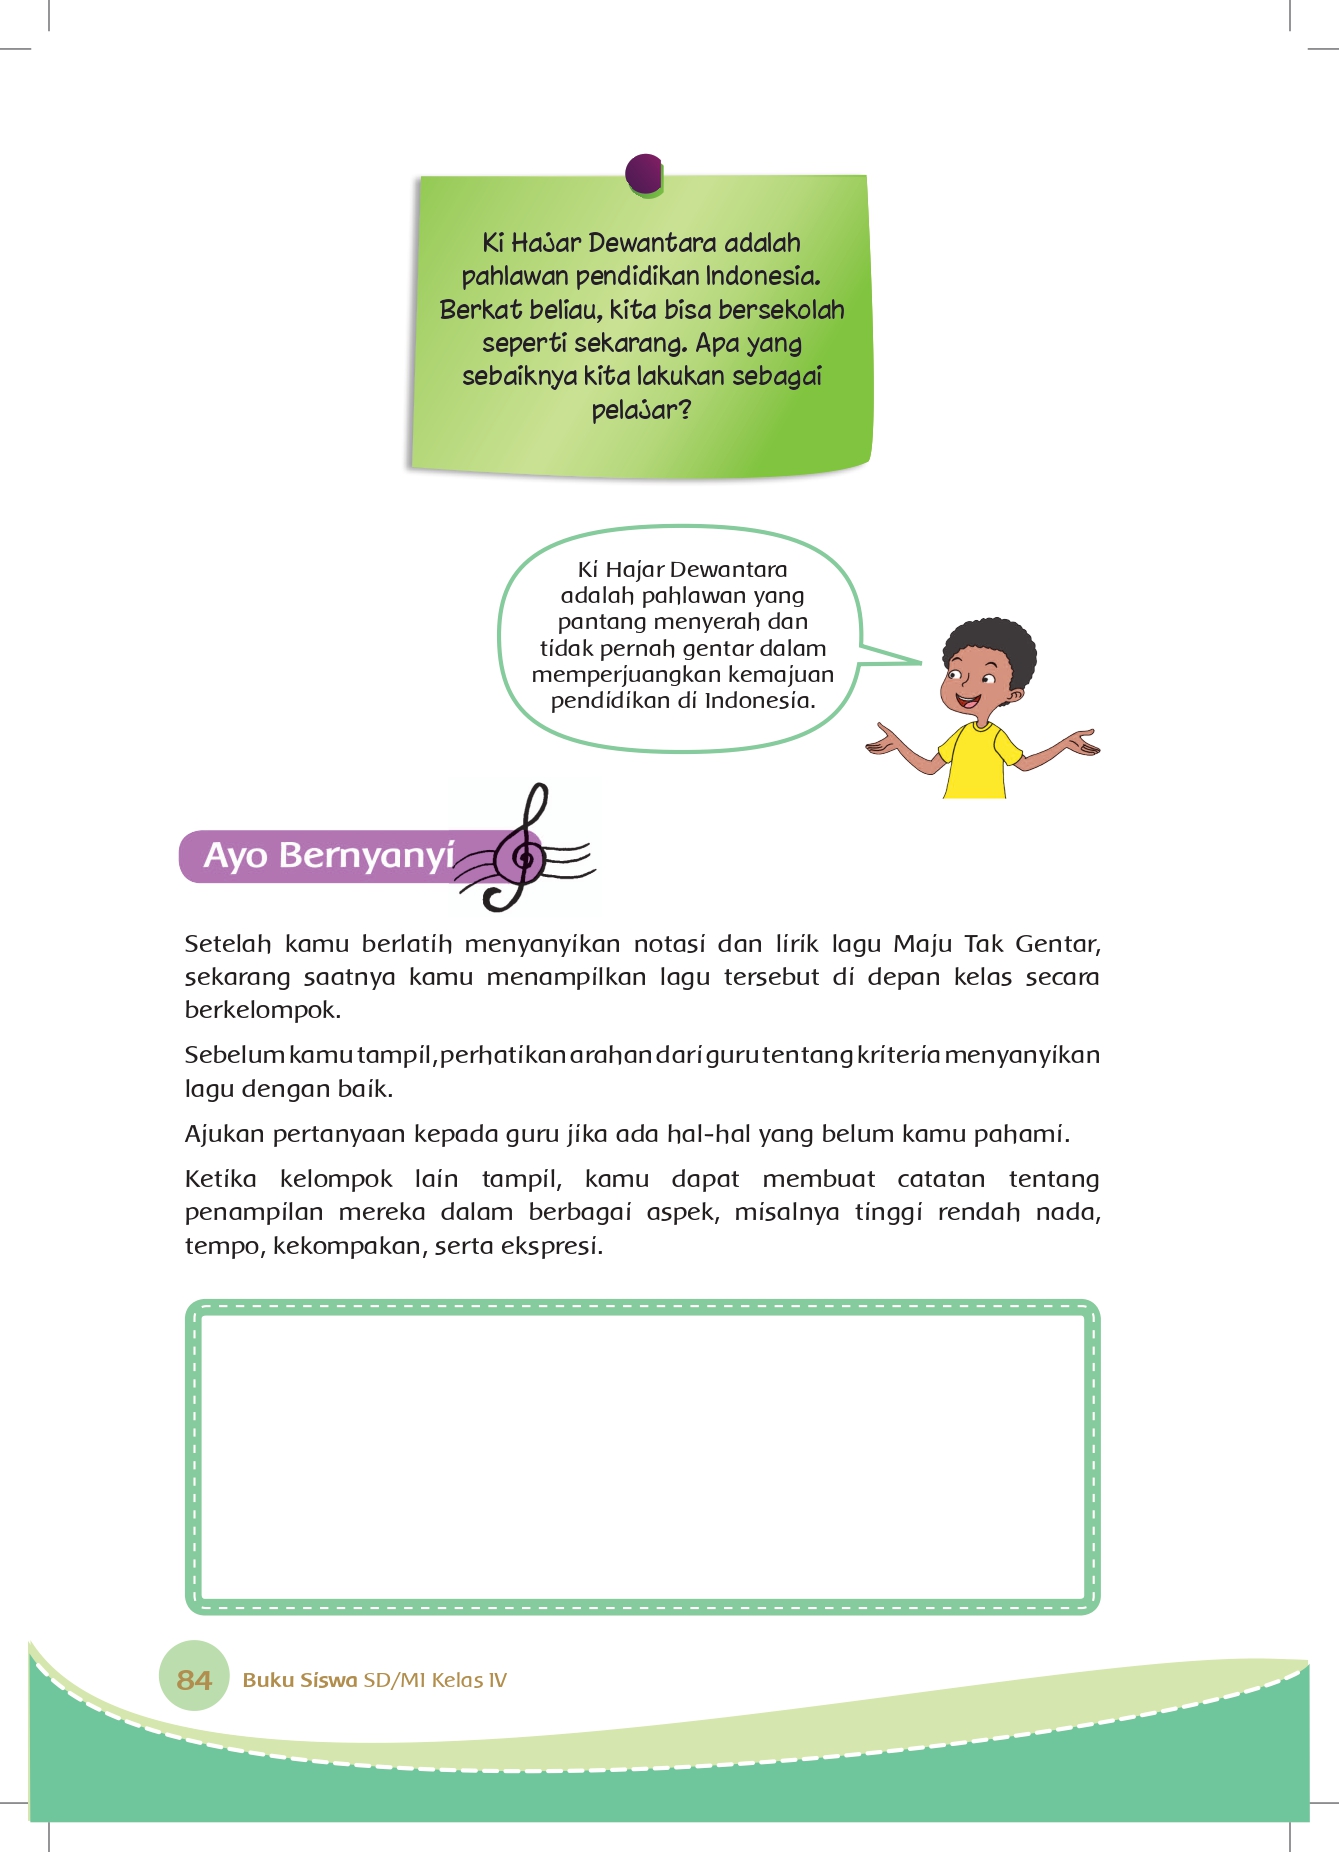 Ki Hajar Dewantara adalah
pahlawan pendidikan Indonesia.
Berkat beliau, kita bisa bersekolah
seperti sekarang. Apa yang
sebaiknya kita lakukan sebagai
pelajar?
Ki Hajar Dewantara
adalah pahlawan yang
pantang menyerah dan
tidak pernah gentar dalam
memperjuangkan kemajuan
pendidikan di Indonesia.
Ayo Bernyanyi
Setelah kamu berlatih menyanyikan notasi dan lirik lagu Maju Tak Gentar,
sekarang saatnya kamu menampilkan lagu tersebut di depan kelas secara
berkelompok.
Sebelum kamu tampil, perhatikan arahan dari guru tentang kriteria menyanyikan
lagu dengan baik.
Ajukan pertanyaan kepada guru jika ada hal-hal yang belum kamu pahami.
Ketika kelompok lain tampil, kamu dapat membuat catatan tentang
penampilan mereka dalam berbagai aspek, misalnya tinggi rendah nada,
tempo, kekompakan, serta ekspresi.
84 Buku Siswa SD/MI Kelas IV